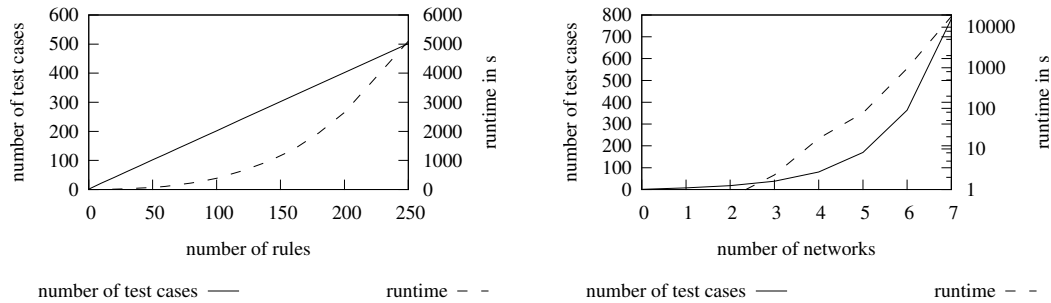 number of test cases
600
500
400
300
200
100
0
6000
5000
4000
3000
2000
1000
0
runtime in s
0 50 100 150 200 250
number of rules
number of test cases
runtime
number of test cases
800
700
600
500
400
300
200
100
0
10000
1000
100
10
1
runtime in s
0 1 2 3 4 5 6 7
number of networks
number of test cases
runtime